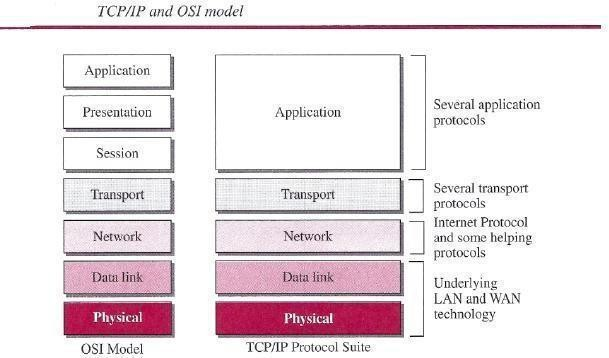 TCP/IP and OSI model
Application
Presentation
Session
Transport
Network
Data link
Physical
OSI Model
Application
Transport
Network
Data link
Physical
TCP/IP Protocol Suite
Several application
protocols
Several transport
protocols
Internet Protocol
and some helping
protocols
Underlying
LAN and WAN
technology